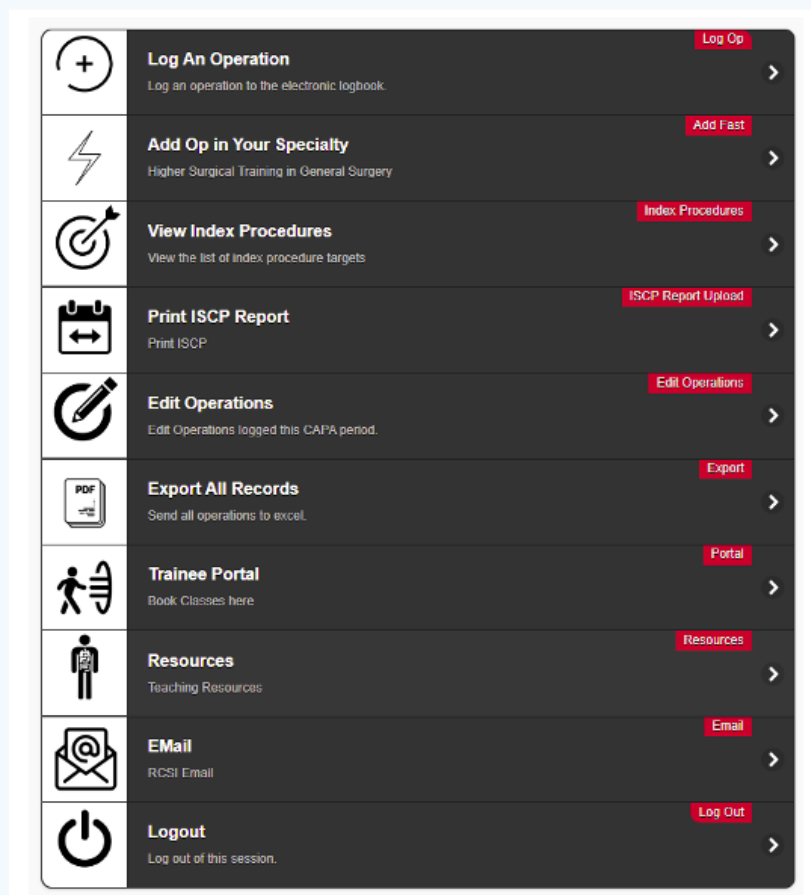 Log Op
Log An Operation
Log an operation to the electronic logbook.
Add Fast
Add Op in Your Specialty
Higher Surgical Training in General Surgery
Index Procedures
View Index Procedures
View the list of index procedure targets
ISCP Report Upload
Print ISCP Report
Print ISCP
Edit Operations
Edit Operations
Edit Operations logged this CAPA period.
Export
PDF
Export All Records
Send all operations to excel.
Portal
Trainee Portal
Book Classes here
Resources
Resources
Teaching Resources
Email
EMail
RCSI Email
Log Out
Logout
Log out of this session.